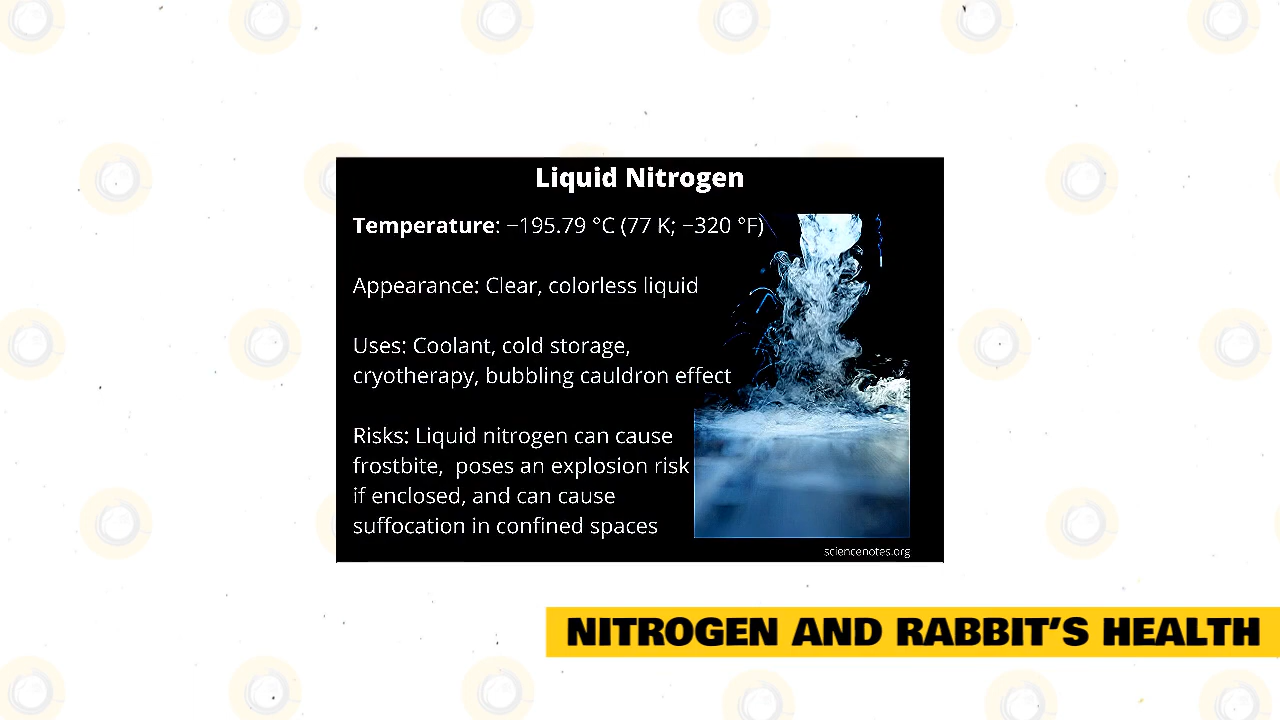 Liquid Nitrogen
Temperature: −195.79 °C (77 K; −320 °F)
Appearance: Clear, colorless liquid
Uses: Coolant, cold storage,
cryotherapy, bubbling cauldron effect
Risks: Liquid nitrogen can cause
frostbite,  poses an explosion risk
if enclosed, and can cause
suffocation in confined spaces
sciencenotes.org
NITROGEN AND RABBIT'S HEALTH